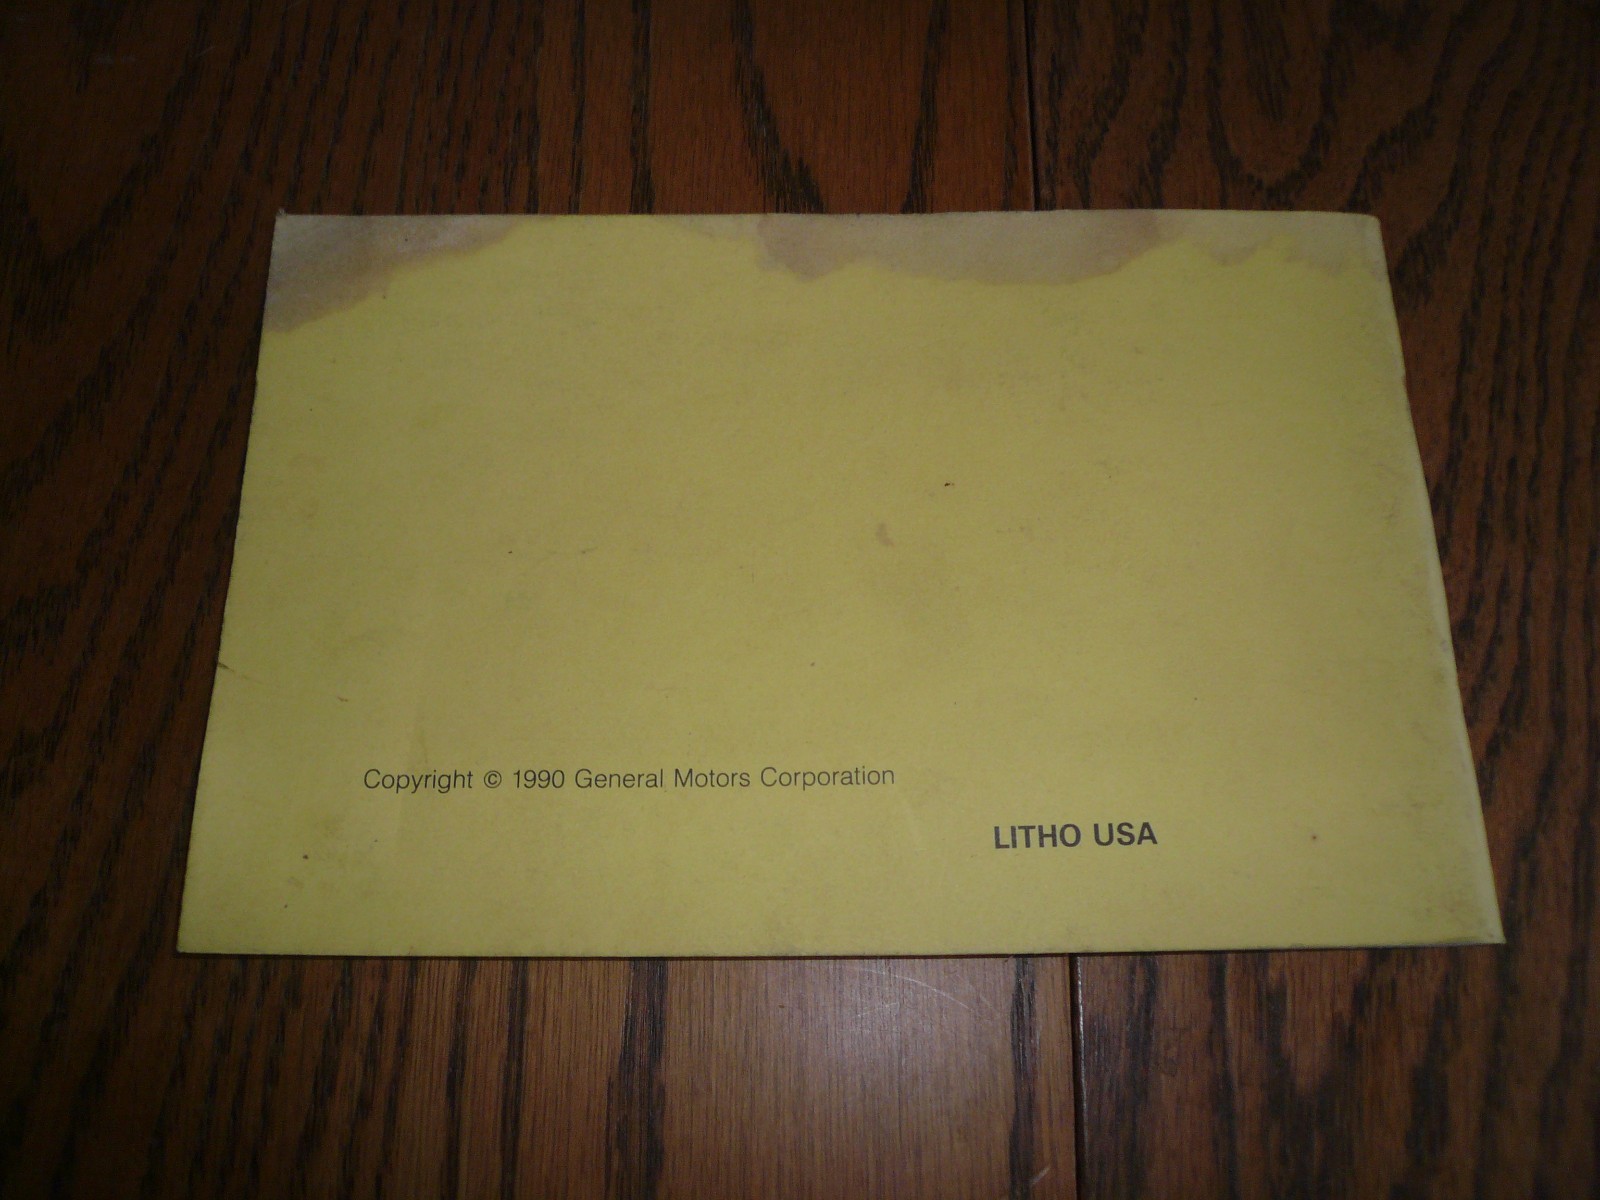 Copyright © 1990 General Motors Corporation
LITHO USA